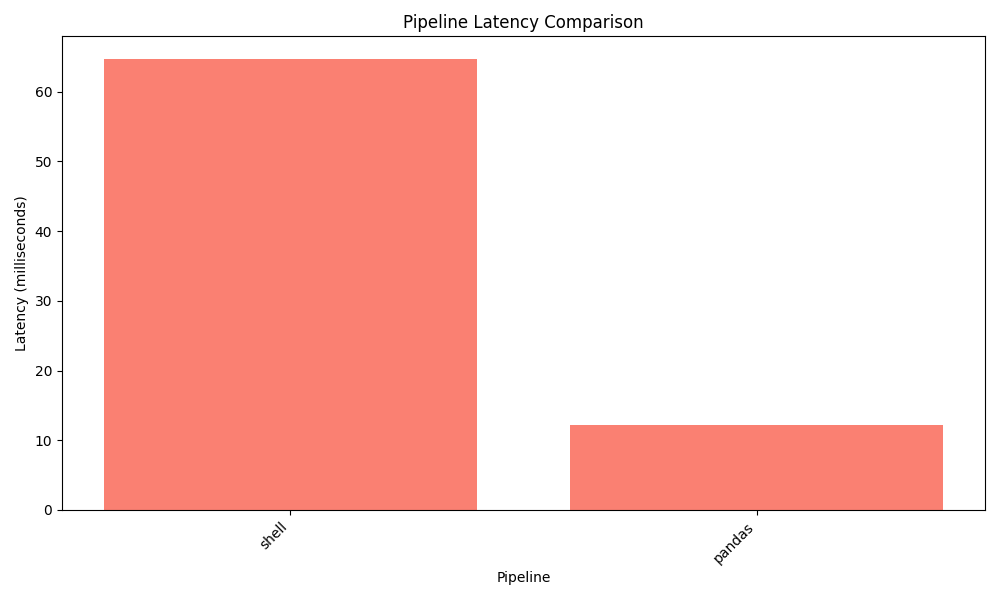 Pipeline Latency Comparison
Latency (milliseconds)
60
50
40
30
20
10
0
shell
pandas
Pipeline